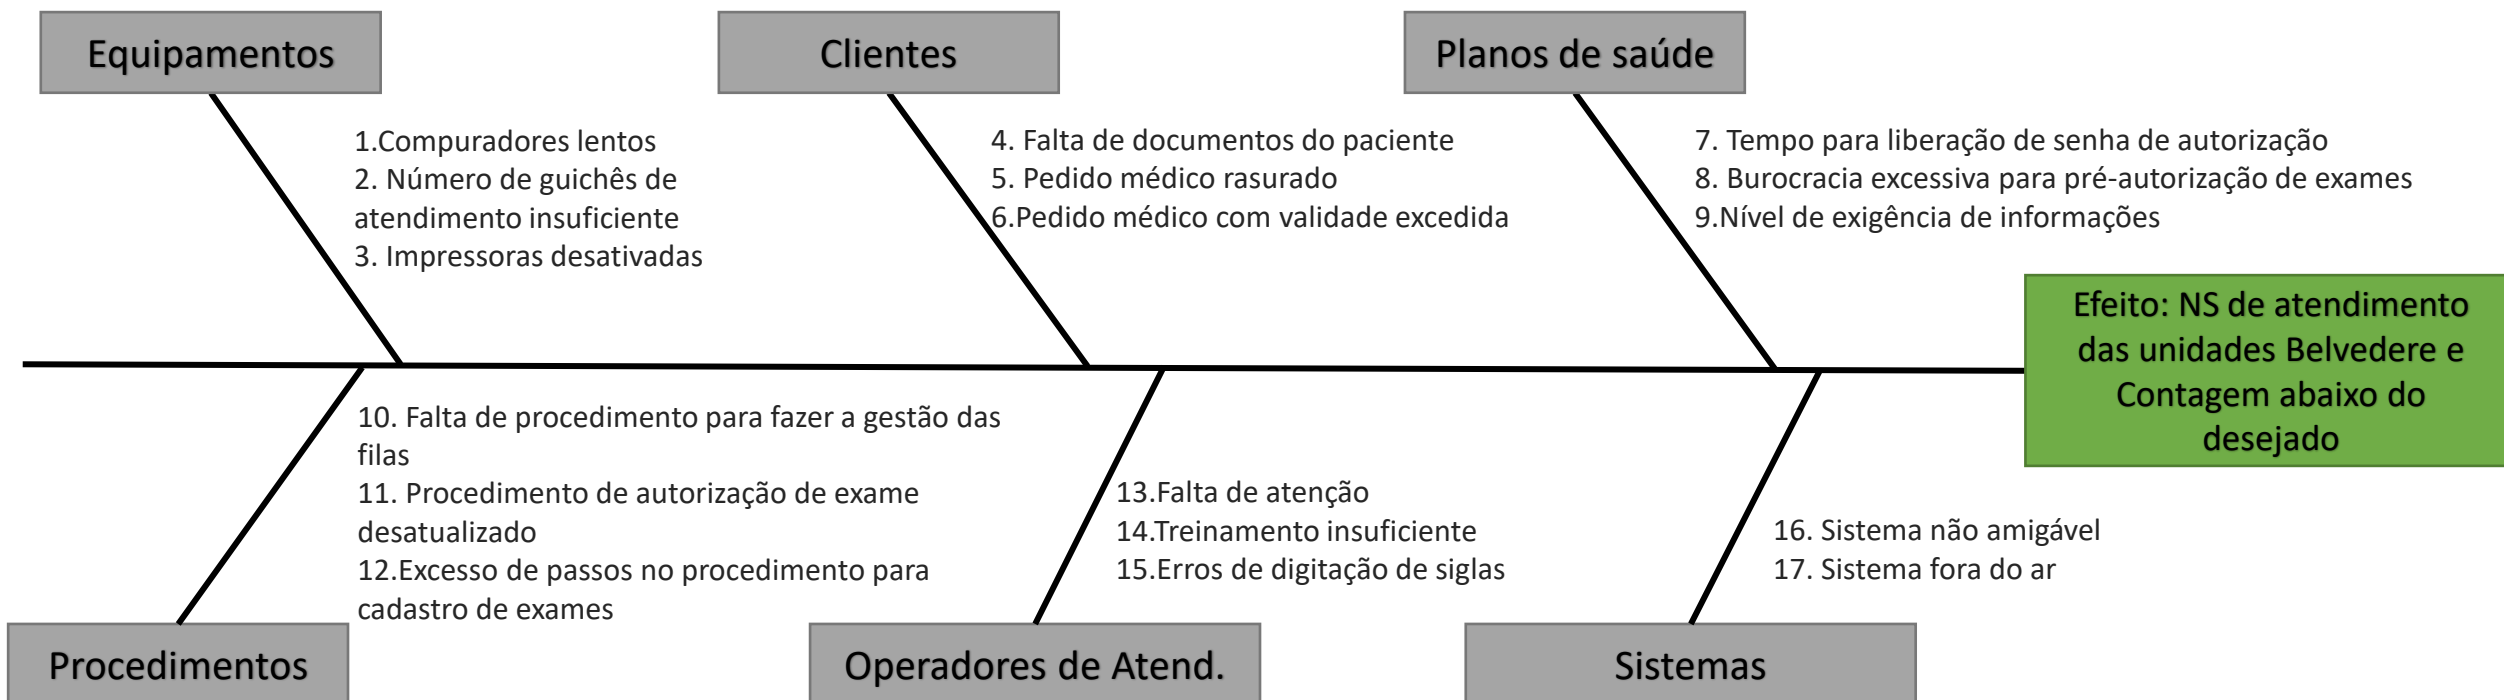 Equipamentos
Clientes
Planos de saúde
1.Compuradores lentos
2. Número de guichês de
atendimento insuficiente
3. Impressoras desativadas
4. Falta de documentos do paciente
5. Pedido médico rasurado
6.Pedido médico com validade excedida
7. Tempo para liberação de senha de autorização
8. Burocracia excessiva para pré-autorização de exames
9.Nível de exigência de informações
Efeito: NS de atendimento
das unidades Belvedere e
Contagem abaixo do
desejado
10. Falta de procedimento para fazer a gestão das
filas
11. Procedimento de autorização de exame
desatualizado
12.Excesso de passos no procedimento para
cadastro de exames
13.Falta de atenção
14.Treinamento insuficiente
15.Erros de digitação de siglas
16. Sistema não amigável
17. Sistema fora do ar
Procedimentos
Operadores de Atend.
Sistemas